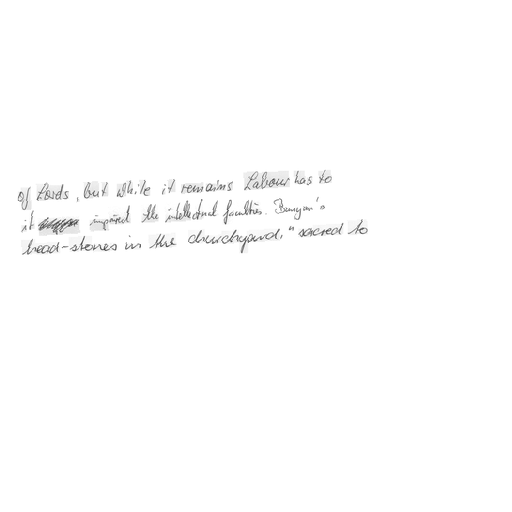 of Lords, but while it remains Labour has to
it impaired the intellectual faculties. Bunyan's
head-stones in the churchyard, " sacred to